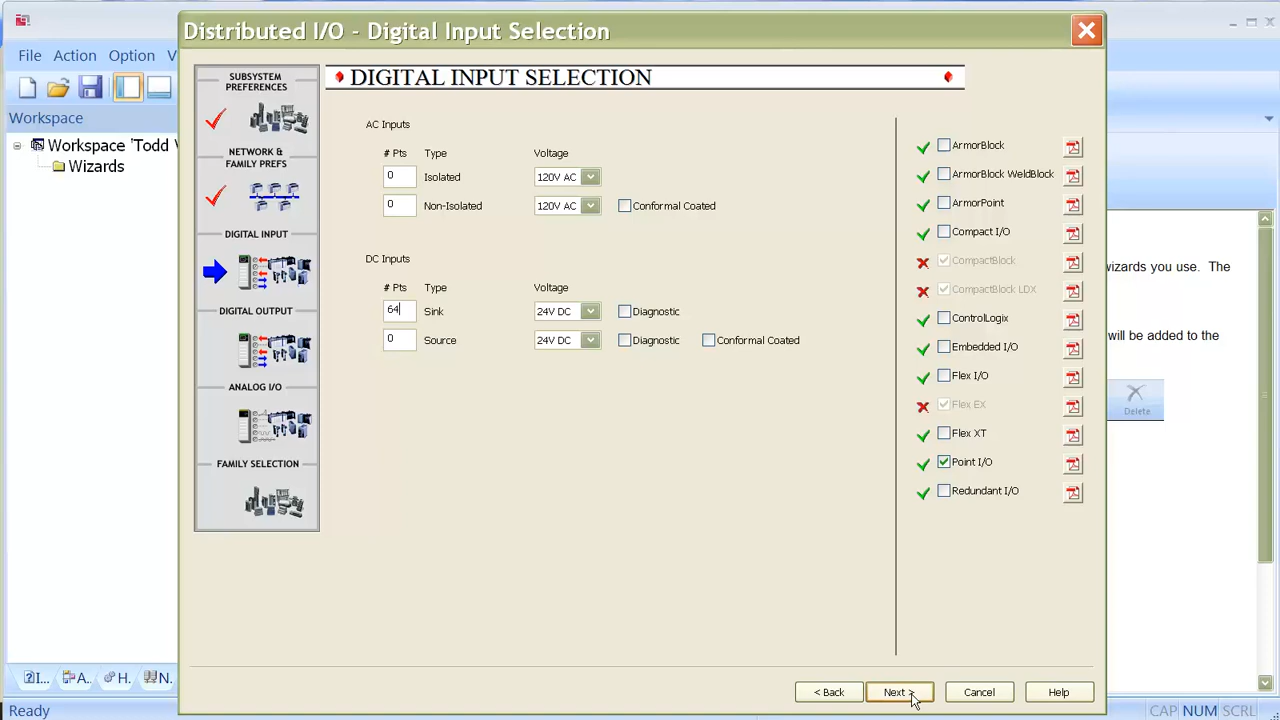 Distributed I/O - Digital Input Selection
File Action Option V
Workspace
Workspace 'Todd
Wizards
SUBSYSTEM
PREFERENCES
NETWORK &
FAMILY PREFS
DIGITAL INPUT
DIGITAL OUTPUT
ANALOG I/O
FAMILY SELECTION
DIGITAL INPUT SELECTION
AC Inputs
# Pts Type Voltage
0 Isolated 120V AC
0 Non-Isolated 120V AC Conformal Coated
DC Inputs
# Pts Type Voltage
64 Sink 24V DC Diagnostic
0 Source 24V DC Diagnostic Conformal Coated
ArmorBlock
ArmorBlock WeldBlock
ArmorPoint
Compact I/O
CompactBlock
CompactBlock LDX
ControlLogix
Embedded I/O
Flex I/O
Flex EX
Flex XT
Point I/O
Redundant I/O
wizards you use. The
will be added to the
Delete
I... A... H... N.
< Back Next > Cancel Help
Ready CAP NUM SCRL